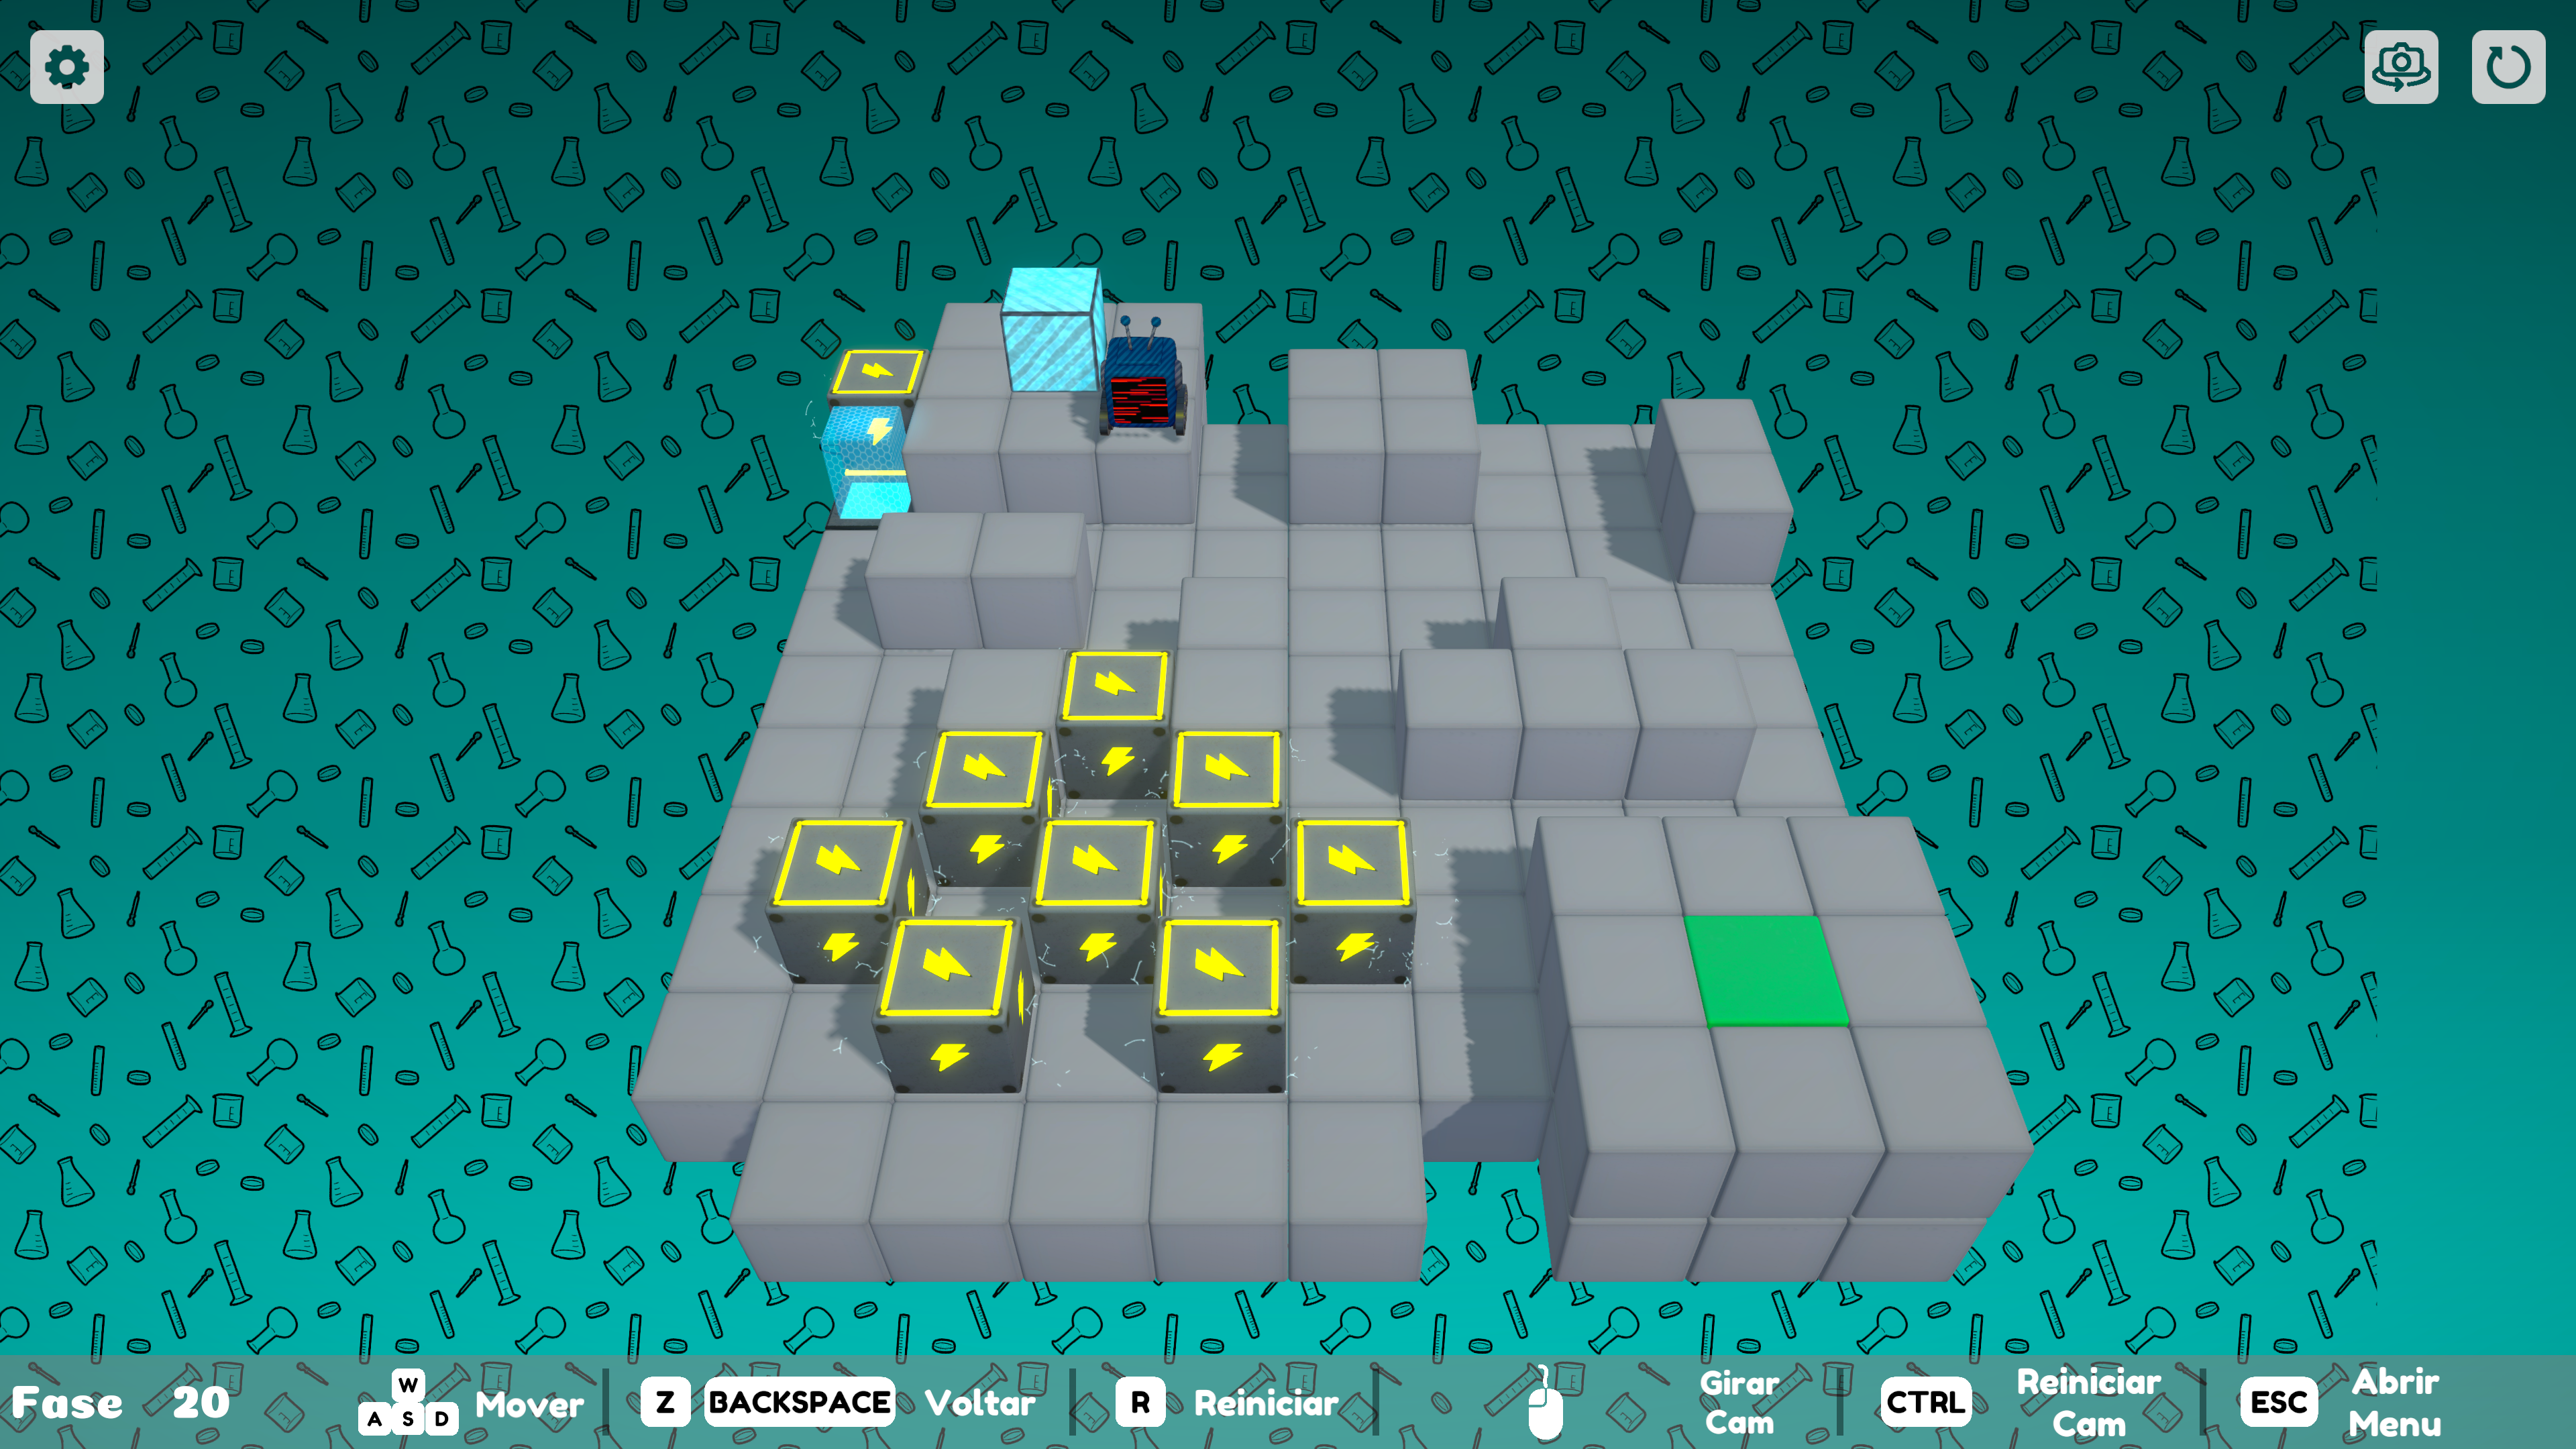 Fase 20
W
A S D
Mover
Z
BACKSPACE
Voltar
R
Reiniciar
Girar
Cam
CTRL
Reiniciar
Cam
ESC
Abrir
Menu